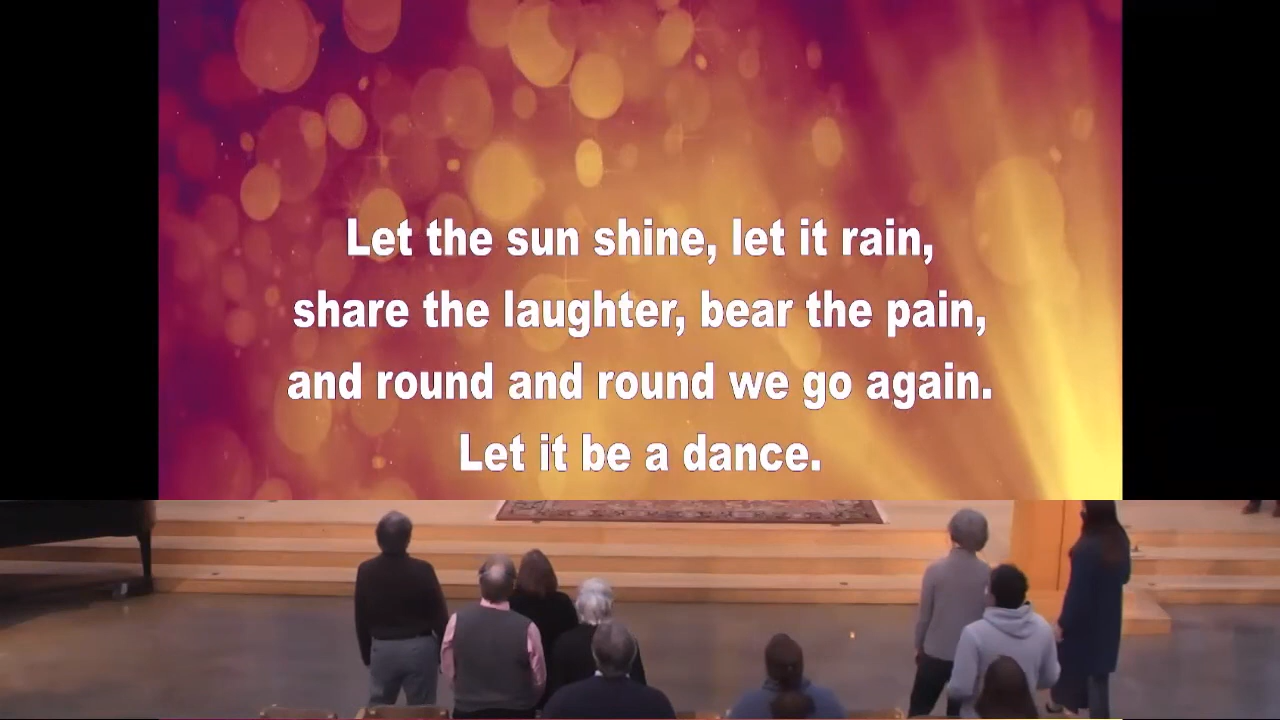 Let the sun shine, let it rain,
share the laughter, bear the pain,
and round and round we go again.
Let it be a dance.